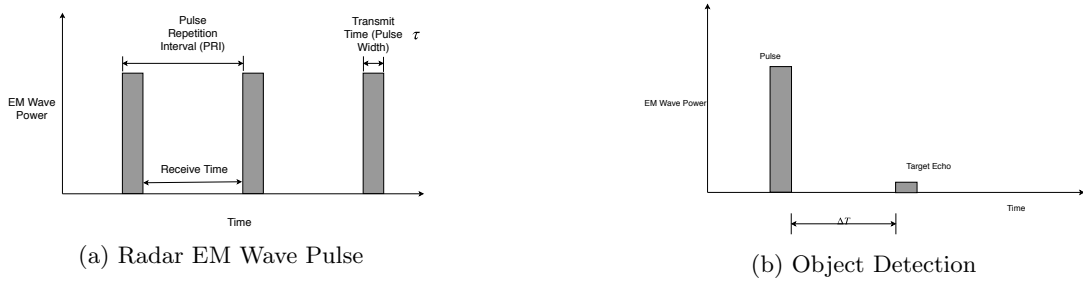 Pulse
Repetition
Interval (PRI)
Transmit
Time (Pulse
Width)
τ
EM Wave
Power
Receive Time
Time
(a) Radar EM Wave Pulse
Pulse
EM Wave Power
Target Echo
Time
ΔT
(b) Object Detection